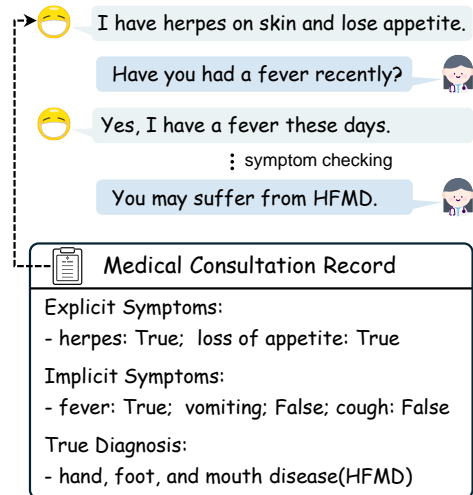 I have herpes on skin and lose appetite.
Have you had a fever recently?
Yes, I have a fever these days.
⋮ symptom checking
You may suffer from HFMD.
Medical Consultation Record
Explicit Symptoms:
- herpes: True;  loss of appetite: True
Implicit Symptoms:
- fever: True;  vomiting; False; cough: False
True Diagnosis:
- hand, foot, and mouth disease(HFMD)